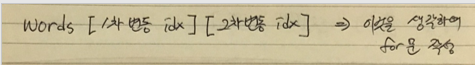 Words [1차 변동 idx] [2차 변동 idx] ⇒ 이것을 생각하여
for문 작성